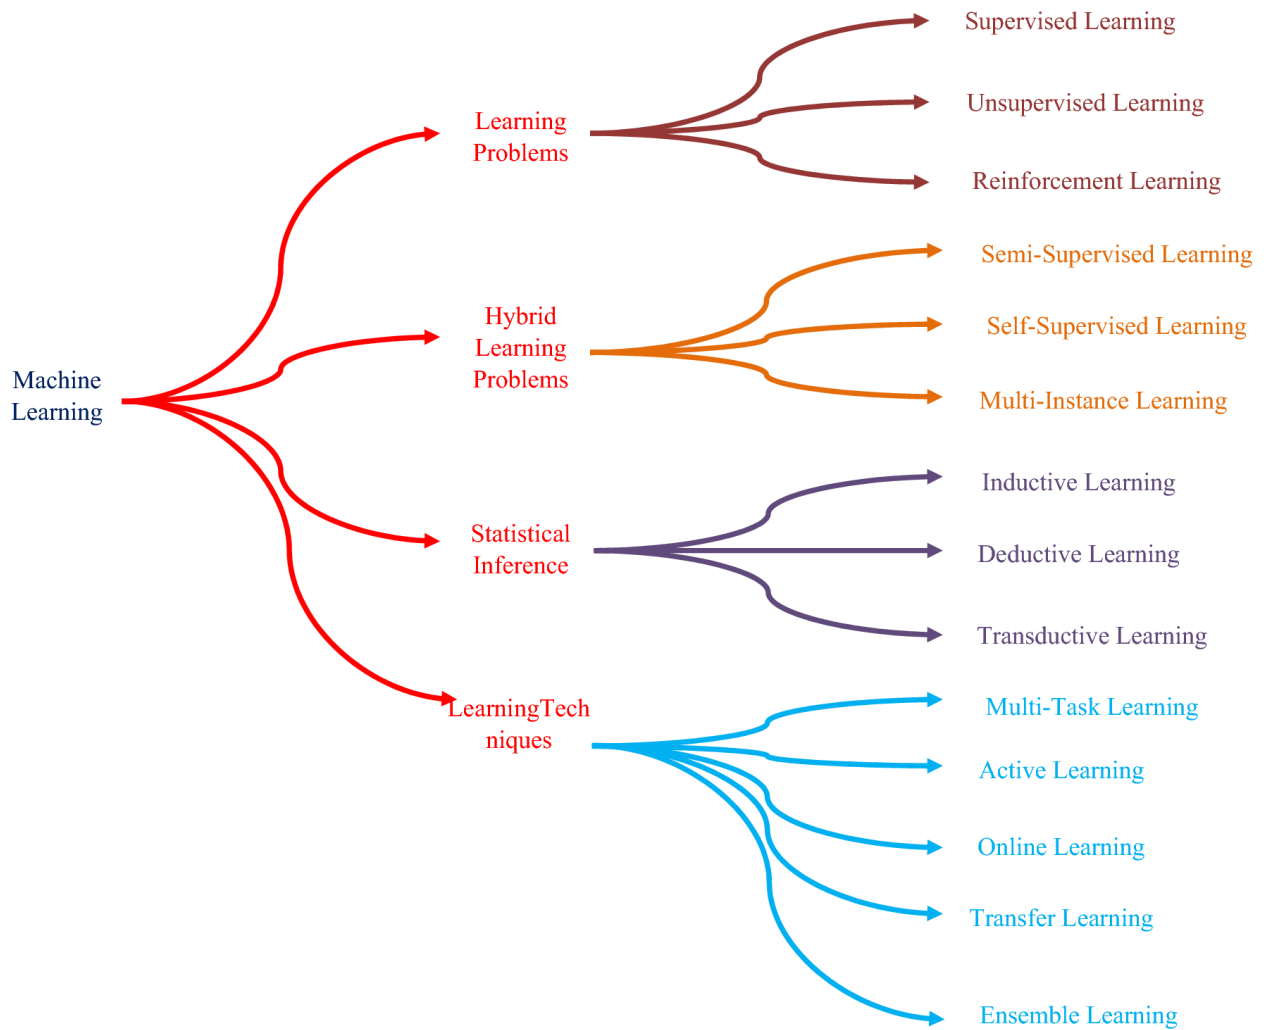 Machine
Learning
Learning
Problems
Supervised Learning
Unsupervised Learning
Reinforcement Learning
Hybrid
Learning
Problems
Semi-Supervised Learning
Self-Supervised Learning
Multi-Instance Learning
Statistical
Inference
Inductive Learning
Deductive Learning
Transductive Learning
LearningTech
niques
Multi-Task Learning
Active Learning
Online Learning
Transfer Learning
Ensemble Learning